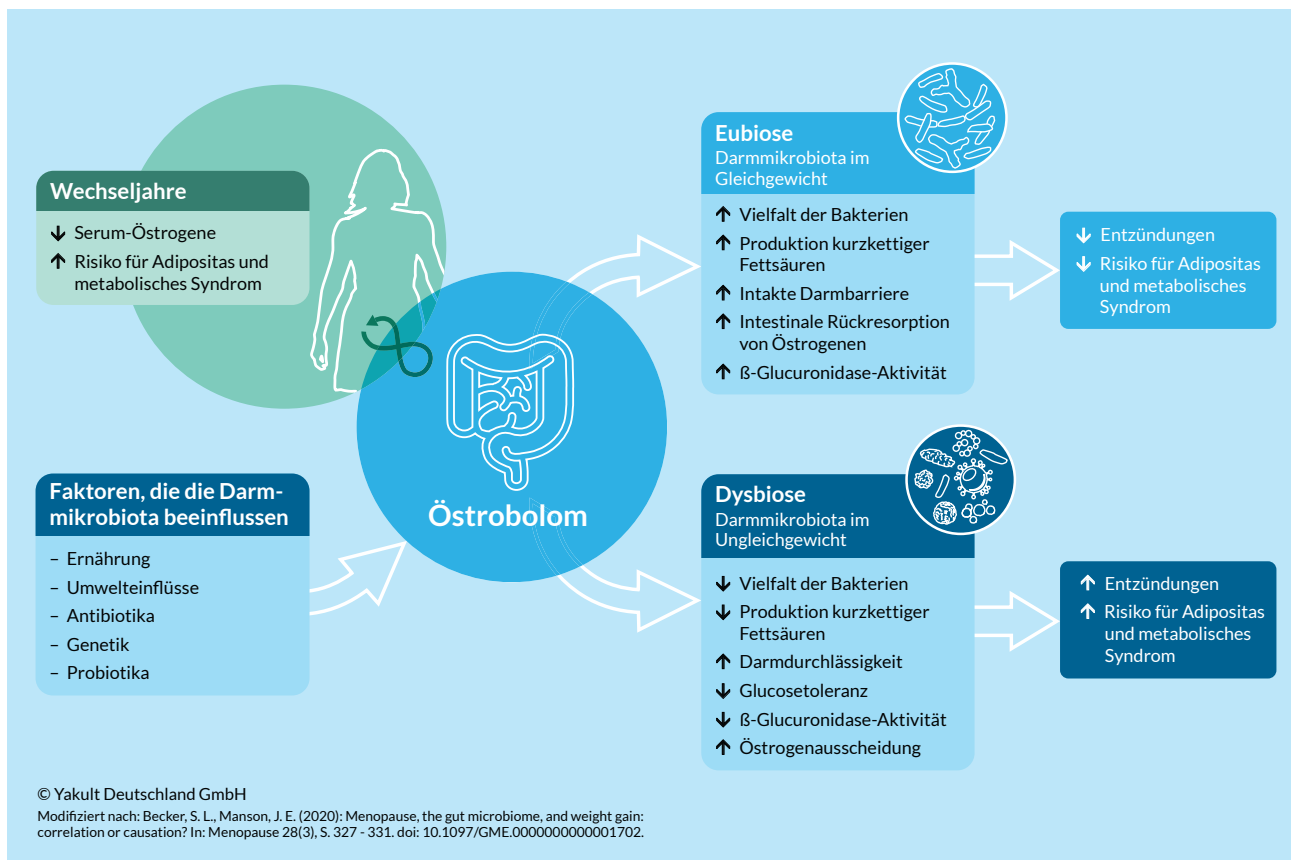 Wechseljahre
↓ Serum-Östrogene
↑ Risiko für Adipositas und
metabolisches Syndrom
Faktoren, die die Darm-
mikrobiota beeinflussen
– Ernährung
– Umwelteinflüsse
– Antibiotika
– Genetik
– Probiotika
Östrobolom
Eubiose
Darmmikrobiota im
Gleichgewicht
↑ Vielfalt der Bakterien
↑ Produktion kurzkettiger
Fettsäuren
↑ Intakte Darmbarriere
↑ Intestinale Rückresorption
von Östrogenen
↑ ß-Glucuronidase-Aktivität
↓ Entzündungen
↓ Risiko für Adipositas
und metabolisches
Syndrom
Dysbiose
Darmmikrobiota im
Ungleichgewicht
↓ Vielfalt der Bakterien
↓ Produktion kurzkettiger
Fettsäuren
↑ Darmdurchlässigkeit
↓ Glucosetoleranz
↓ ß-Glucuronidase-Aktivität
↑ Östrogenausscheidung
↑ Entzündungen
↑ Risiko für Adipositas
und metabolisches
Syndrom
© Yakult Deutschland GmbH
Modifiziert nach: Becker, S. L., Manson, J. E. (2020): Menopause, the gut microbiome, and weight gain:
correlation or causation? In: Menopause 28(3), S. 327 - 331. doi: 10.1097/GME.0000000000001702.